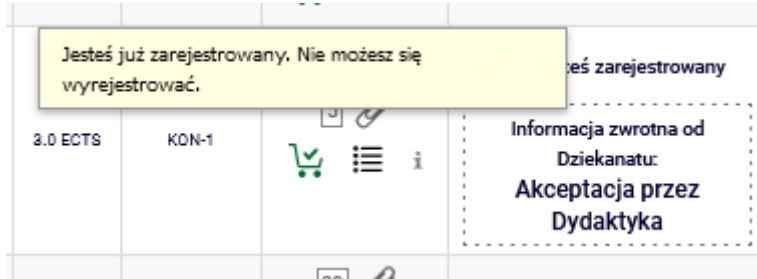 Jesteś już zarejestrowany. Nie możesz się
wyrejestrować.
zarejestrowany
3.0 ECTS
KON-1
i
Informacja zwrotna od
Dziekanatu:
Akceptacja przez
Dydaktyka